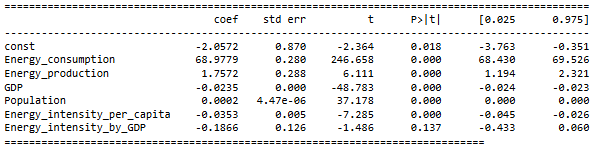 ==============================================================================
coef std err t P>|t| [0.025 0.975]
------------------------------------------------------------------------------
const -2.0572 0.870 -2.364 0.018 -3.763 -0.351
Energy_consumption 68.9779 0.280 246.658 0.000 68.430 69.526
Energy_production 1.7572 0.288 6.111 0.000 1.194 2.321
GDP -0.0235 0.000 -48.783 0.000 -0.024 -0.023
Population 0.0002 4.47e-06 37.178 0.000 0.000 0.000
Energy_intensity_per_capita -0.0353 0.005 -7.285 0.000 -0.045 -0.026
Energy_intensity_by_GDP -0.1866 0.126 -1.486 0.137 -0.433 0.060
==============================================================================